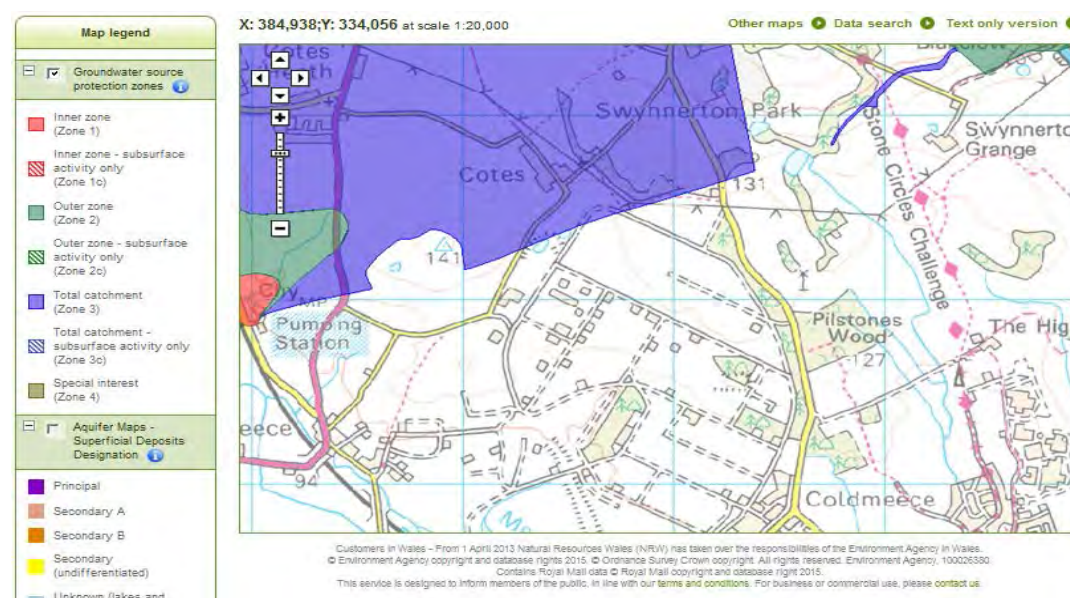 Map legend
Groundwater source
protection zones
Inner zone
(Zone 1)
Inner zone - subsurface
activity only
(Zone 1c)
Outer zone
(Zone 2)
Outer zone - subsurface
activity only
(Zone 2c)
Total catchment
(Zone 3)
Total catchment -
subsurface activity only
(Zone 3c)
Special interest
(Zone 4)
Aquifer Maps -
Superficial Deposits
Designation
Principal
Secondary A
Secondary B
Secondary
(undifferentiated)
Unknown (lakes and
X: 384,938;Y: 334,056 at scale 1:20,000
Other maps Data search Text only version
Cotes
Swynnerton Park
Swynnerto
Grange
Cotes
131
Stone Circles Challenge
141
MP
Pumping
Station
Pilstones
Wood
127
The Hig
eece
94
Me
Coldmeece
Customers in Wales - From 1 April 2013 Natural Resources Wales (NRW) has taken over the responsibilities of the Environment Agency in Wales.
© Environment Agency copyright and database rights 2015. © Ordnance Survey Crown copyright. All rights reserved. Environment Agency, 100026380.
Contains Royal Mail data © Royal Mail copyright and database right 2015.
This service is designed to inform members of the public, in line with our terms and conditions. For business or commercial use, please contact us.